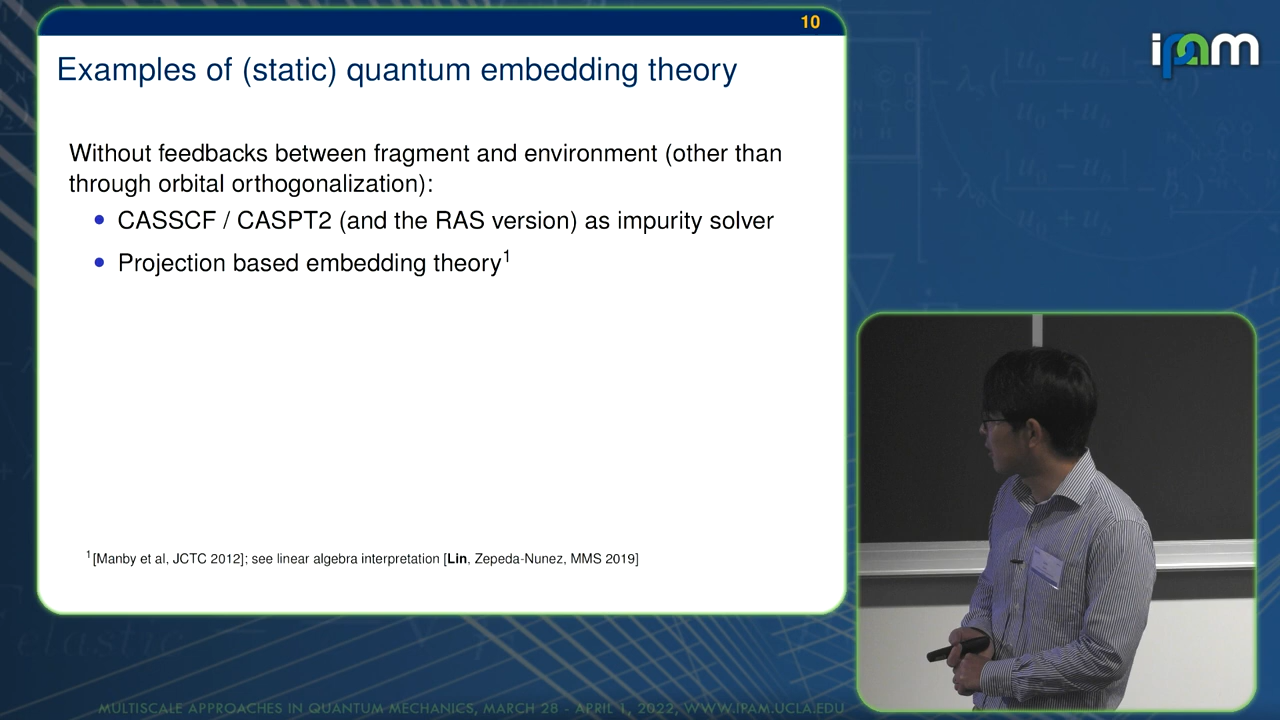 10
ipam
Examples of (static) quantum embedding theory
Without feedbacks between fragment and environment (other than
through orbital orthogonalization):
• CASSCF / CASPT2 (and the RAS version) as impurity solver
• Projection based embedding theory¹
¹[Manby et al, JCTC 2012]; see linear algebra interpretation [Lin, Zepeda-Nunez, MMS 2019]
elastic
MULTISCALE APPROACHES IN QUANTUM MECHANICS, MARCH 28 - APRIL 1, 2022, WWW.IPAM.UCLA.EDU